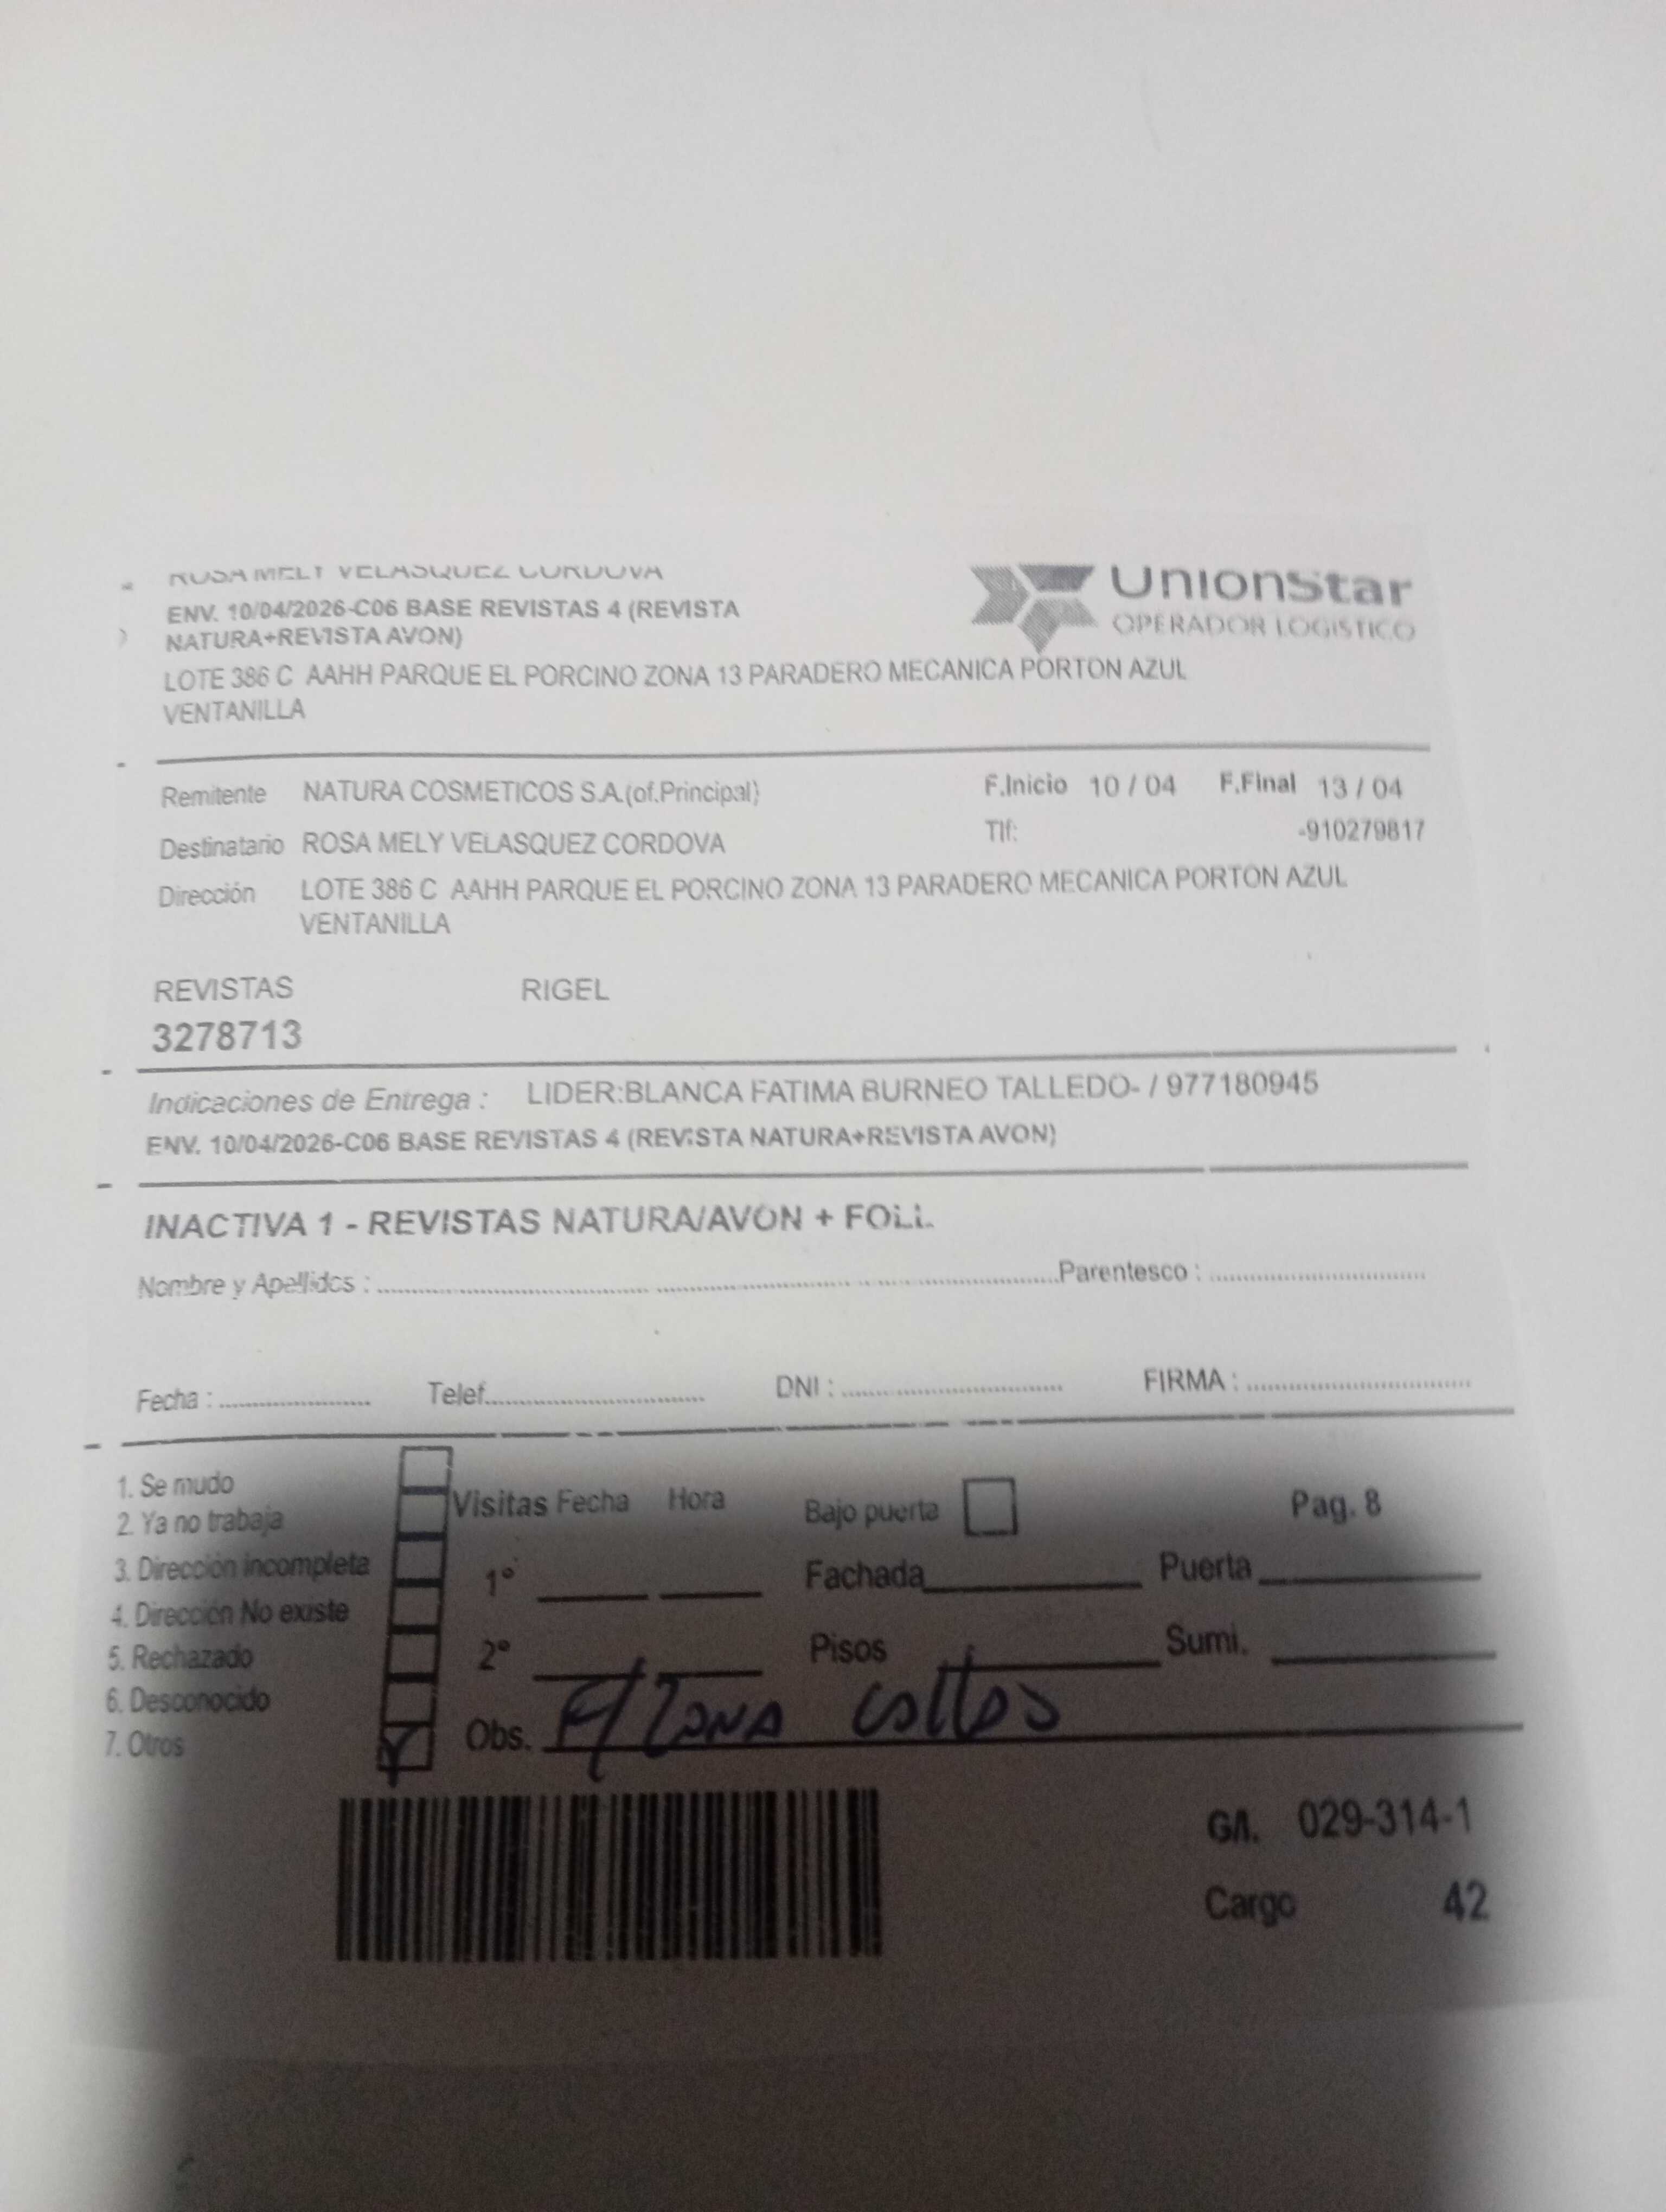 ROSA MELY VELASQUEZ CORDOVA
UnionStar
OPERADOR LOGISTICO
ENV. 10/04/2026-C06 BASE REVISTAS 4 (REVISTA
NATURA+REVISTA AVON)
LOTE 386 C AAHH PARQUE EL PORCINO ZONA 13 PARADERO MECANICA PORTON AZUL
VENTANILLA
Remitente NATURA COSMETICOS S.A.(of.Principal) F.Inicio 10 / 04 F.Final 13 / 04
Destinatario ROSA MELY VELASQUEZ CORDOVA Tlf: -910279817
Dirección LOTE 386 C AAHH PARQUE EL PORCINO ZONA 13 PARADERO MECANICA PORTON AZUL
VENTANILLA
REVISTAS RIGEL
3278713
Indicaciones de Entrega : LIDER:BLANCA FATIMA BURNEO TALLEDO- / 977180945
ENV. 10/04/2026-C06 BASE REVISTAS 4 (REVISTA NATURA+REVISTA AVON)
INACTIVA 1 - REVISTAS NATURA/AVON + FOLL.
Nombre y Apellidos : Parentesco :
Fecha : Telef. DNI : FIRMA :
1. Se mudo
2. Ya no trabaja
3. Dirección incompleta
4. Dirección No existe
5. Rechazado
6. Desconocido
7. Otros
Visitas Fecha Hora Bajo puerta Pag. 8
1° Fachada Puerta
2° Pisos Sumi.
Obs. F/ZONA
G/I. 029-314-1
Cargo 42